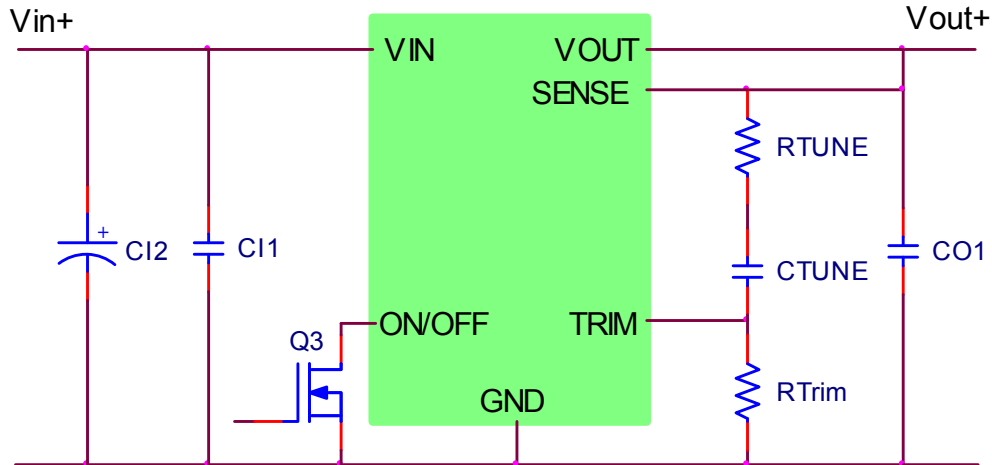 Vin+
Vout+
VIN
VOUT
SENSE
RTUNE
+
CI2
CI1
CTUNE
CO1
ON/OFF
TRIM
Q3
RTrim
GND